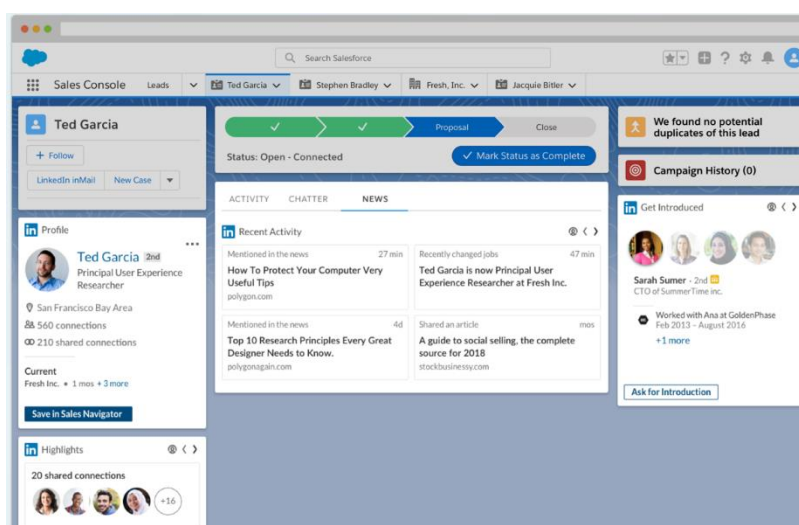 Search Salesforce
Sales Console Leads Ted Garcia Stephen Bradley Fresh, Inc. Jacquie Bitler
Ted Garcia
+ Follow
LinkedIn inMail New Case
in Profile
Ted Garcia 2nd
Principal User Experience
Researcher
San Francisco Bay Area
560 connections
210 shared connections
Current
Fresh Inc. • 1 mos + 3 more
Save in Sales Navigator
in Highlights
20 shared connections
+16
Proposal Close
Status: Open - Connected
Mark Status as Complete
ACTIVITY CHATTER NEWS
in Recent Activity
Mentioned in the news 27 min
How To Protect Your Computer Very
Useful Tips
polygon.com
Recently changed jobs 47 min
Ted Garcia is now Principal User
Experience Researcher at Fresh Inc.
Mentioned in the news 4d
Top 10 Research Principles Every Great
Designer Needs to Know.
polygonagain.com
Shared an article mos
A guide to social selling, the complete
source for 2018
stockbusinessy.com
We found no potential
duplicates of this lead
Campaign History (0)
in Get Introduced
Sarah Sumer - 2nd in
CTO of SummerTime inc.
Worked with Ana at GoldenPhase
Feb 2013 – August 2016
+1 more
Ask for Introduction